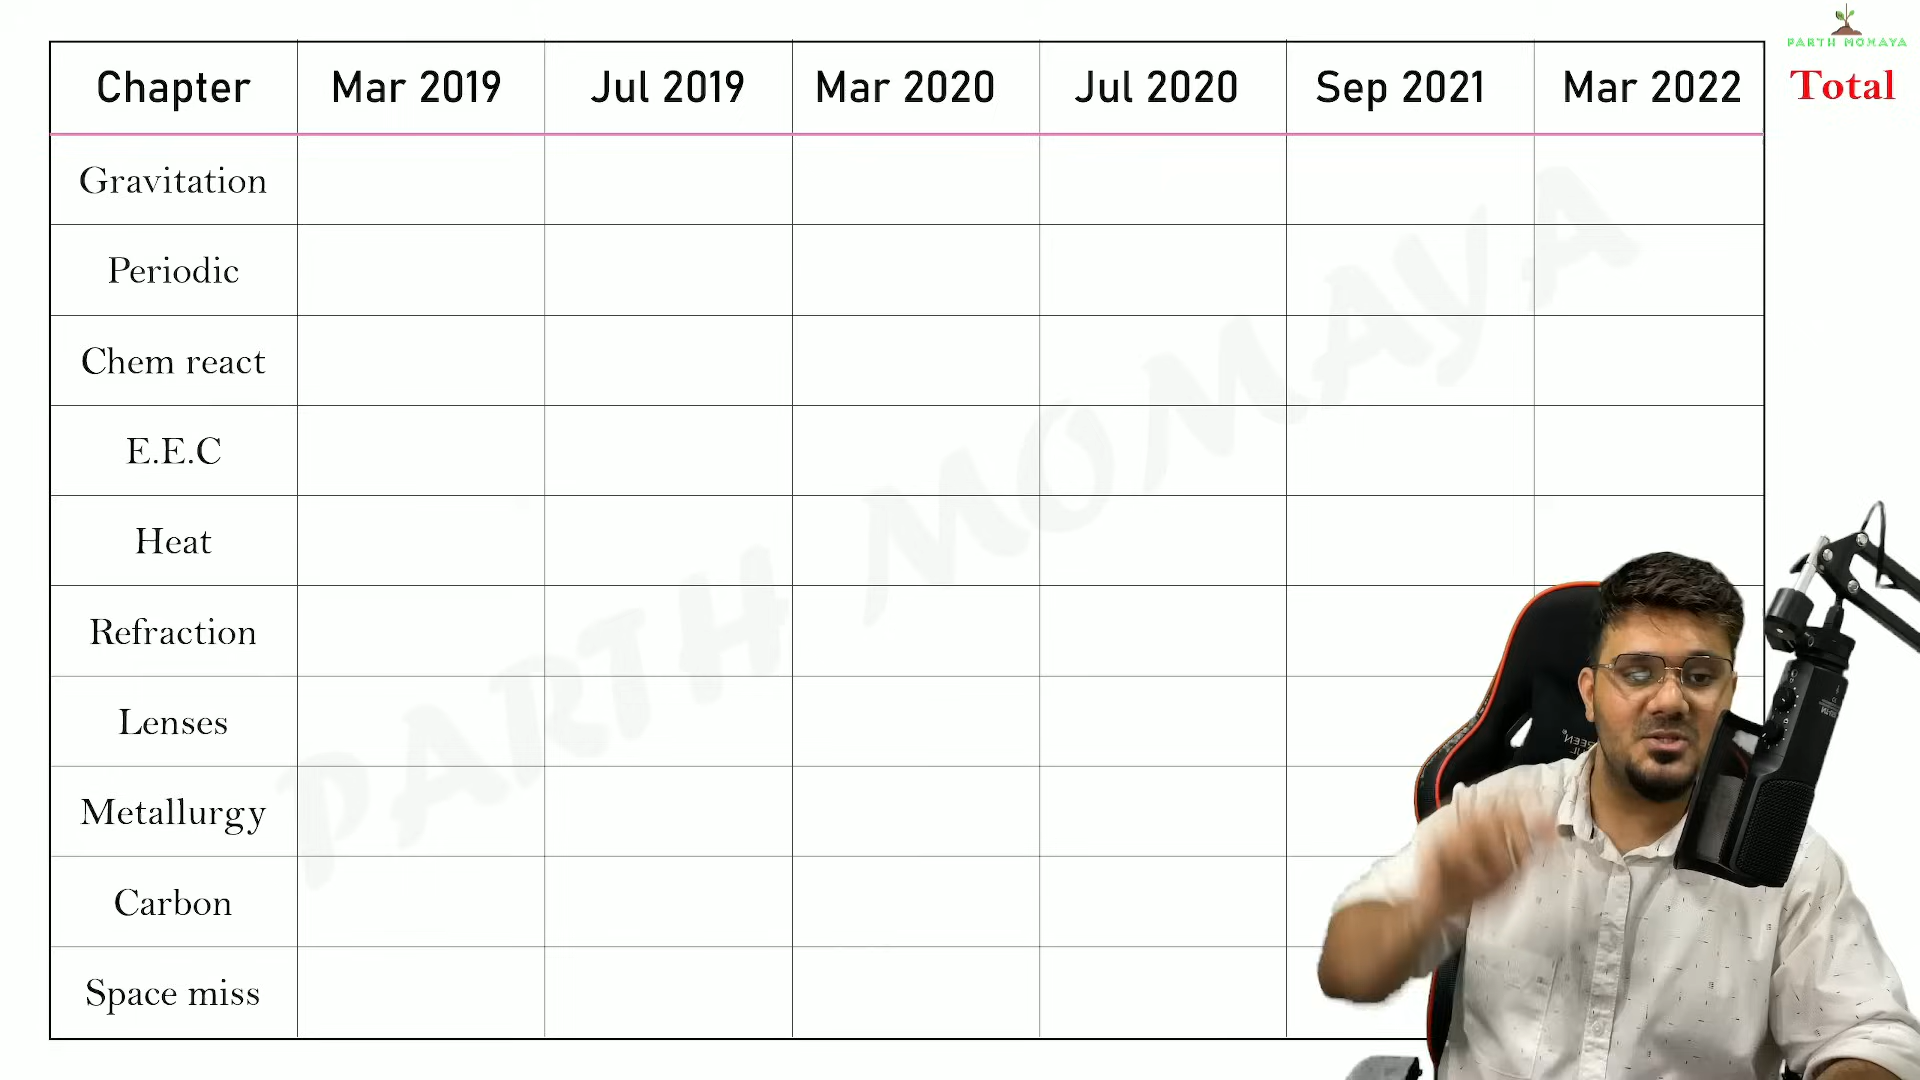 PARTH MOMAYA
Chapter Mar 2019 Jul 2019 Mar 2020 Jul 2020 Sep 2021 Mar 2022 Total
Gravitation
Periodic
Chem react
E.E.C
Heat
Refraction
Lenses
Metallurgy
Carbon
Space miss
PARTH MOMAYA